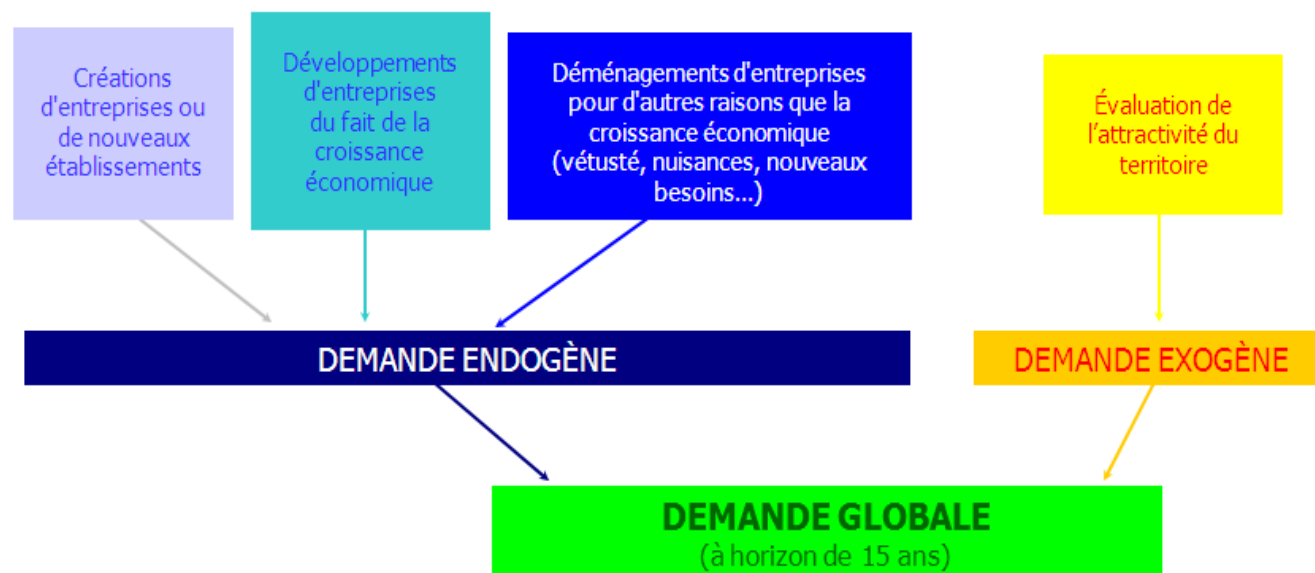 Créations
d'entreprises ou
de nouveaux
établissements
Développements
d'entreprises
du fait de la
croissance
économique
Déménagements d'entreprises
pour d'autres raisons que la
croissance économique
(vétusté, nuisances, nouveaux
besoins...)
Évaluation de
l’attractivité du
territoire
DEMANDE ENDOGÈNE
DEMANDE EXOGÈNE
DEMANDE GLOBALE
(à horizon de 15 ans)